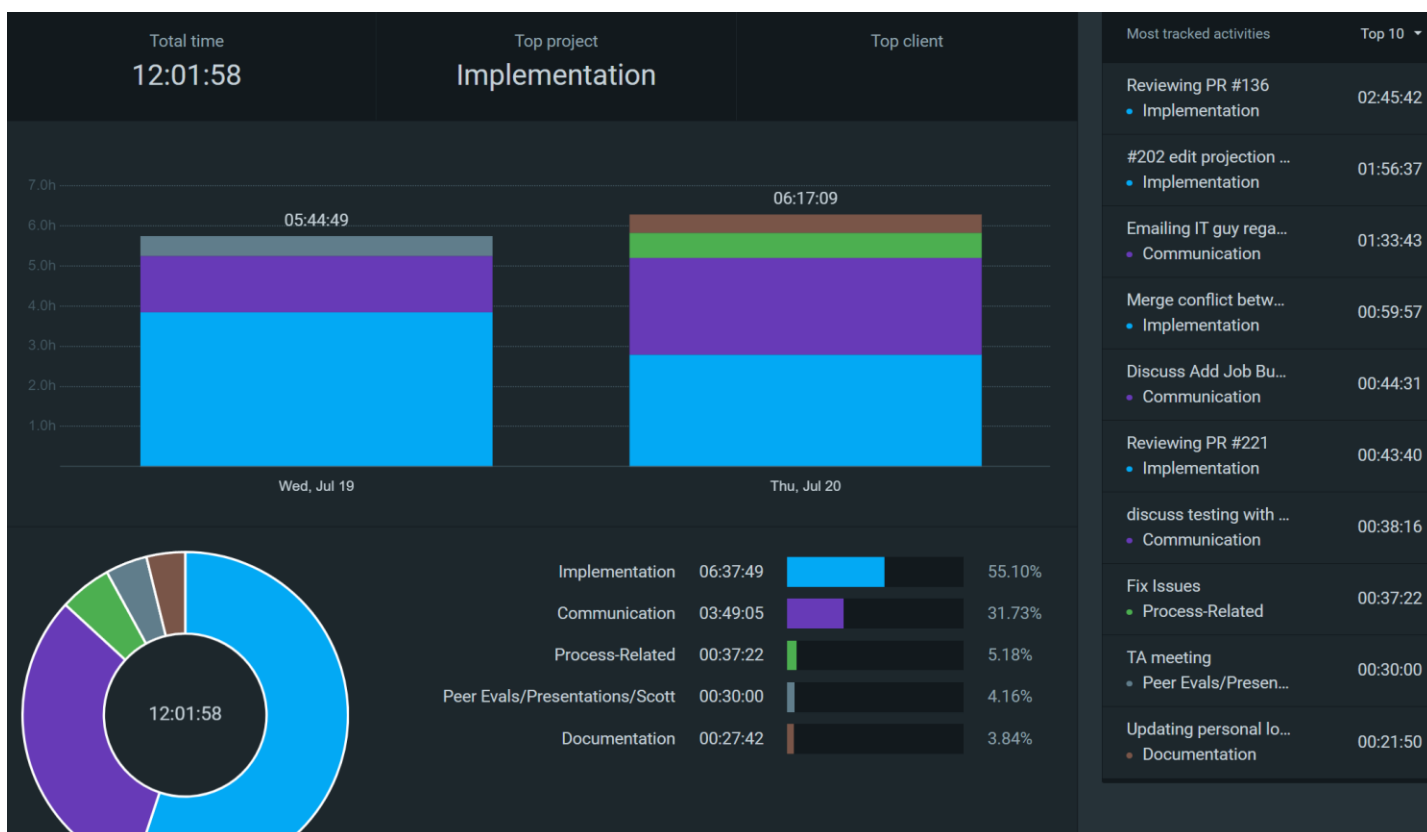 Total time
12:01:58
Top project
Implementation
Top client
7.0h
6.0h
5.0h
4.0h
3.0h
2.0h
1.0h
05:44:49
06:17:09
Wed, Jul 19
Thu, Jul 20
12:01:58
Implementation 06:37:49 55.10%
Communication 03:49:05 31.73%
Process-Related 00:37:22 5.18%
Peer Evals/Presentations/Scott 00:30:00 4.16%
Documentation 00:27:42 3.84%
Most tracked activities Top 10
Reviewing PR #136
Implementation
02:45:42
#202 edit projection ...
Implementation
01:56:37
Emailing IT guy rega...
Communication
01:33:43
Merge conflict betw...
Implementation
00:59:57
Discuss Add Job Bu...
Communication
00:44:31
Reviewing PR #221
Implementation
00:43:40
discuss testing with ...
Communication
00:38:16
Fix Issues
Process-Related
00:37:22
TA meeting
Peer Evals/Presen...
00:30:00
Updating personal lo...
Documentation
00:21:50